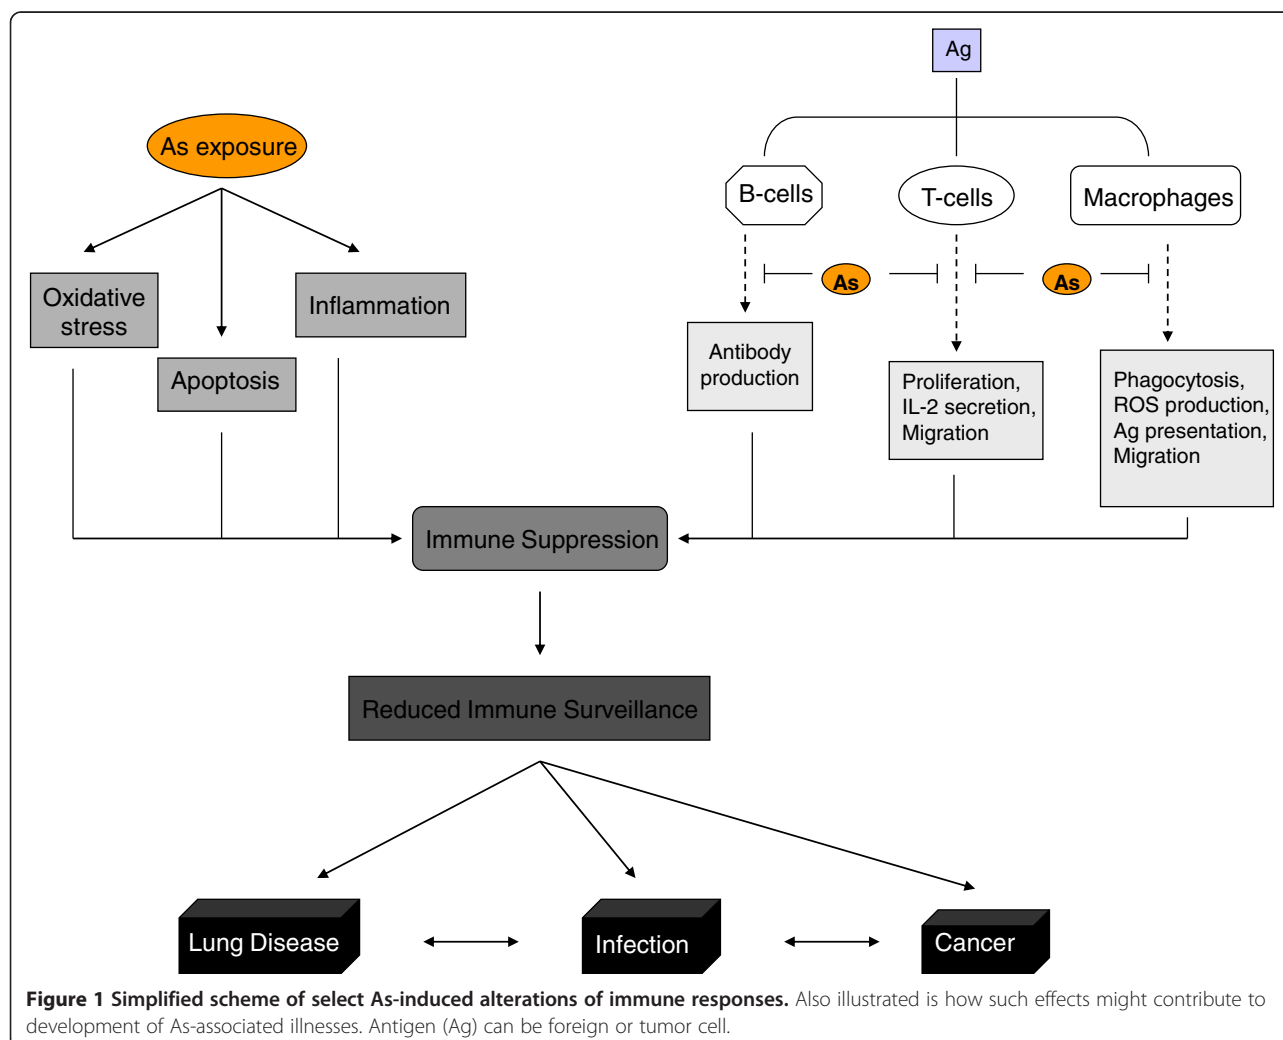 Ag
As exposure
B-cells
T-cells
Macrophages
As
As
Oxidative
stress
Inflammation
Apoptosis
Antibody
production
Proliferation,
IL-2 secretion,
Migration
Phagocytosis,
ROS production,
Ag presentation,
Migration
Immune Suppression
Reduced Immune Surveillance
Lung Disease
Infection
Cancer
Figure 1 Simplified scheme of select As-induced alterations of immune responses. Also illustrated is how such effects might contribute to
development of As-associated illnesses. Antigen (Ag) can be foreign or tumor cell.